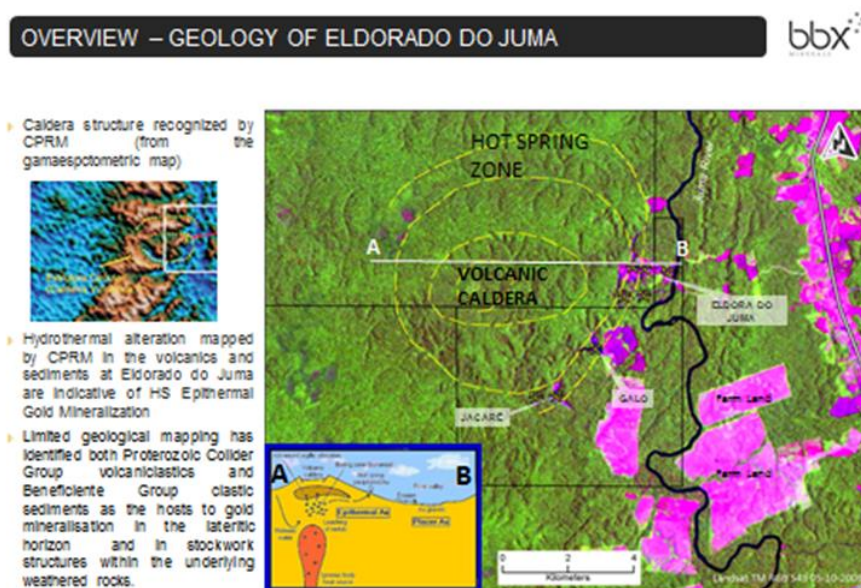 OVERVIEW – GEOLOGY OF ELDORADO DO JUMA
bbx
MINERALS
Caldera structure recognized by
CPRM (from the
gamaespctometric map)
Hydrothermal alteration mapped
by CPRM in the volcanics and
sediments at Eldorado do Juma
are indicative of HS Epithermal
Gold Mineralization
Limited geological mapping has
identified both Proterozoic Colider
Group volcaniclastics and
Beneficiente Group clastic
sediments as the hosts to gold
mineralisation in the lateritic
horizon and in stockwork
structures within the underlying
weathered rocks.
HOT SPRING
ZONE
Juma River
N
A
B
VOLCANIC
CALDERA
ELDORA DO
JUMA
GALO
JACARE
Farm Land
Farm Land
A
B
Epithermal Au
Placer Au
0 2 4
Kilometers